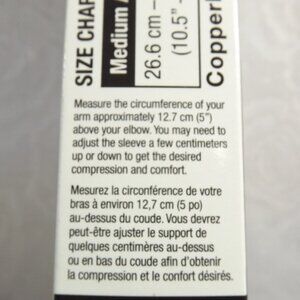 SIZE CHAR
Medium
26.6 cm –
(10.5" -
Copper
Measure the circumference of your
arm approximately 12.7 cm (5")
above your elbow. You may need to
adjust the sleeve a few centimeters
up or down to get the desired
compression and comfort.
Mesurez la circonférence de votre
bras à environ 12,7 cm (5 po)
au-dessus du coude. Vous devrez
peut-être ajuster le support de
quelques centimères au-dessus
ou en bas du coude afin d'obtenir
la compression et le confort désirés.